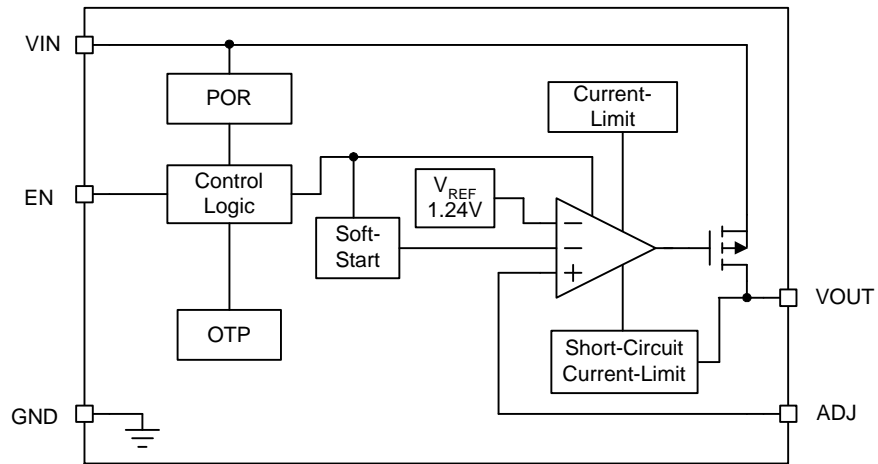 VIN
POR
Current-
Limit
EN
Control
Logic
VREF
1.24V
Soft-
Start
−
−
+
VOUT
OTP
Short-Circuit
Current-Limit
GND
ADJ